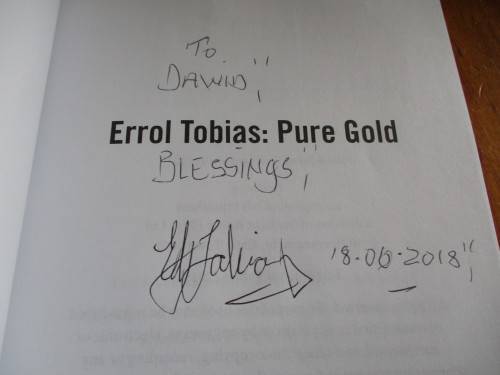 To
DAWID,
Errol Tobias: Pure Gold
BLESSINGS,
18.06.2018